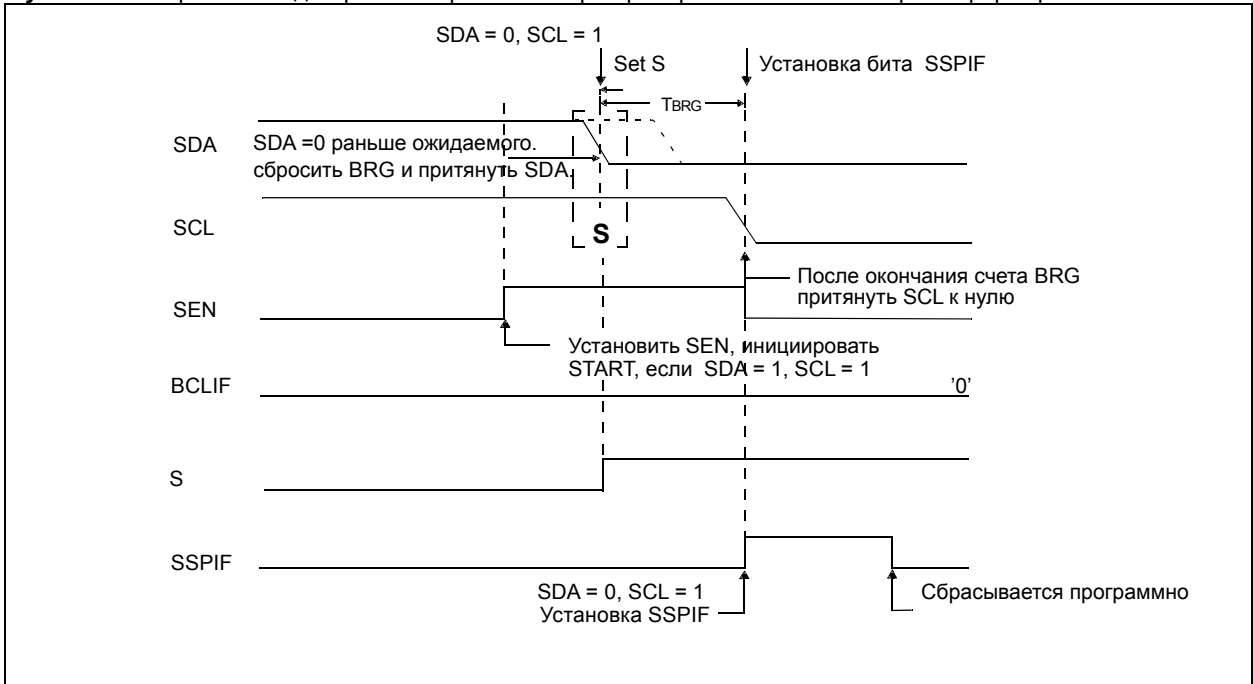 SDA = 0, SCL = 1
Set S
Установка бита SSPIF
TBRG
SDA
SDA =0 раньше ожидаемого.
сбросить BRG и притянуть SDA.
SCL
S
После окончания счета BRG
притянуть SCL к нулю
SEN
Установить SEN, инициировать
START, если SDA = 1, SCL = 1
BCLIF
'0'
S
SSPIF
SDA = 0, SCL = 1
Установка SSPIF
Сбрасывается программно